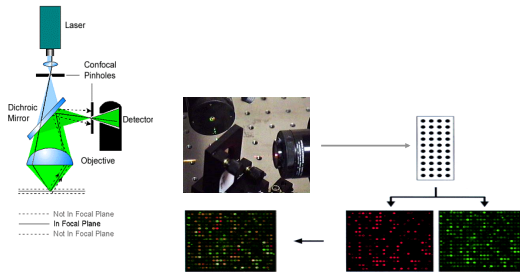 Laser
Confocal
Pinholes
Dichroic
Mirror
Detector
Objective
Not In Focal Plane
In Focal Plane
Not In Focal Plane